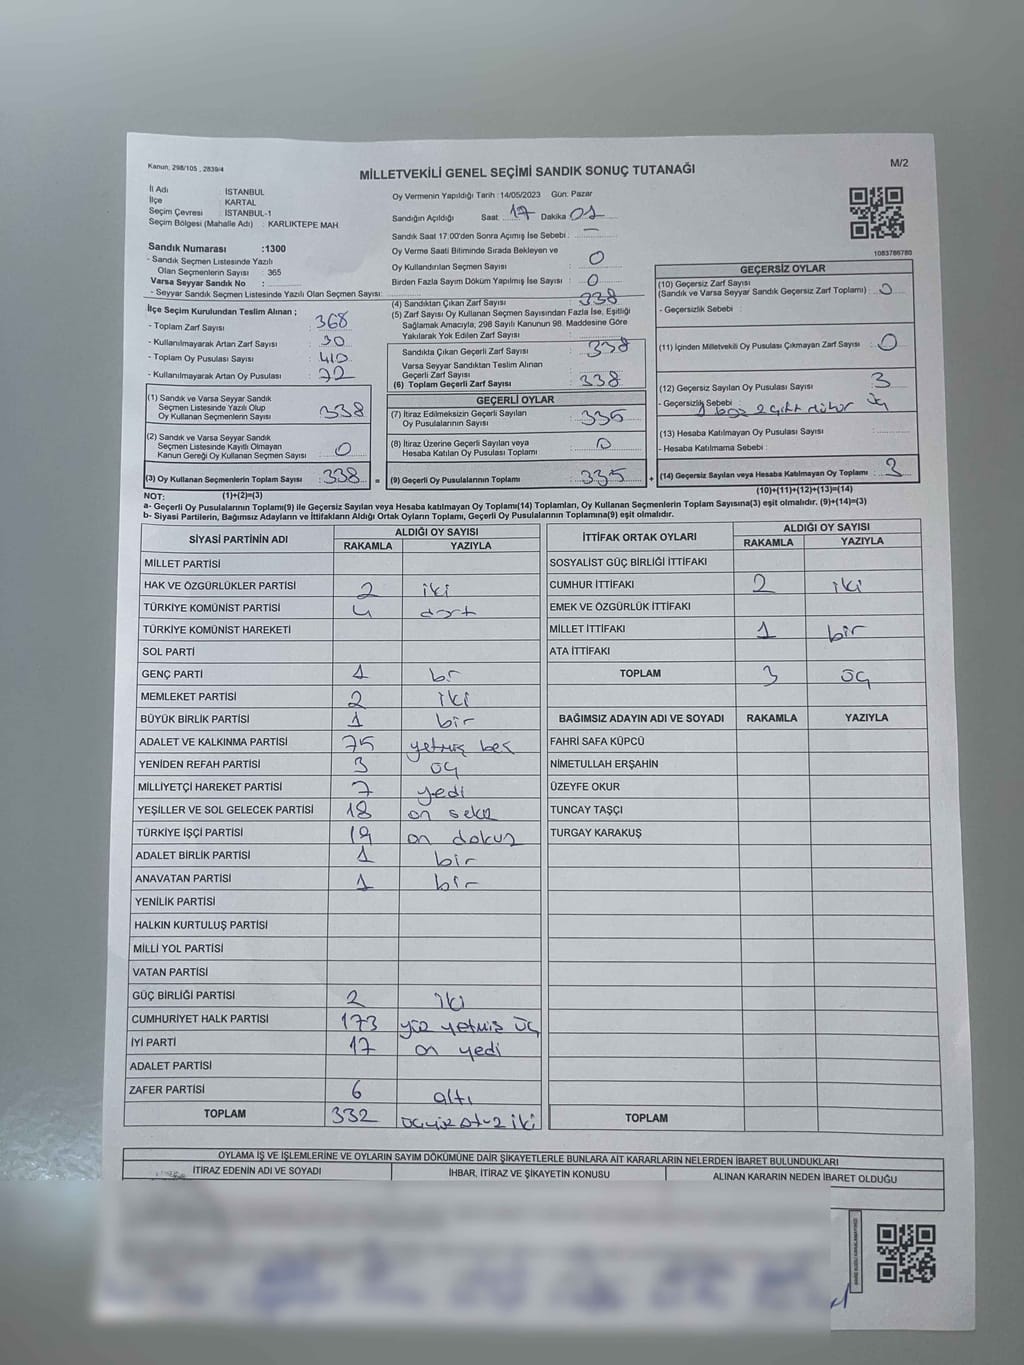 Kanun, 298/105 , 2839/4
MİLLETVEKİLİ GENEL SEÇİMİ SANDIK SONUÇ TUTANAĞI
M/2
İl Adı : İSTANBUL
İlçe : KARTAL
Seçim Çevresi : İSTANBUL-1
Seçim Bölgesi (Mahalle Adı) : KARLIKTEPE MAH
Sandık Numarası :1300
- Sandık Seçmen Listesinde Yazılı
Olan Seçmenlerin Sayısı : 365
Varsa Seyyar Sandık No :
- Seyyar Sandık Seçmen Listesinde Yazılı Olan Seçmen Sayısı:
Oy Vermenin Yapıldığı Tarih :14/05/2023 Gün: Pazar
Sandığın Açıldığı Saat 17 Dakika 01
Sandık Saat 17:00'den Sonra Açımış İse Sebebi : —
Oy Verme Saati Bitiminde Sırada Bekleyen ve
Oy Kullandırılan Seçmen Sayısı 0
Birden Fazla Sayım Döküm Yapılmış İse Sayısı : 0
1083786780
İlçe Seçim Kurulundan Teslim Alınan ;
- Toplam Zarf Sayısı : 368
- Kullanılmayarak Artan Zarf Sayısı : 30
- Toplam Oy Pusulası Sayısı : 410
- Kullanılmayarak Artan Oy Pusulası : 72
(1) Sandık ve Varsa Seyyar Sandık
Seçmen Listesinde Yazılı Olup
Oy Kullanan Seçmenlerin Sayısı : 338
(2) Sandık ve Varsa Seyyar Sandık
Seçmen Listesinde Kayıtlı Olmayan
Kanun Gereği Oy Kullanan Seçmen Sayısı : 0
(3) Oy Kullanan Seçmenlerin Toplam Sayısı : 338
(4) Sandıktan Çıkan Zarf Sayısı : 338
(5) Zarf Sayısı Oy Kullanan Seçmen Sayısından Fazla İse, Eşitliği
Sağlamak Amacıyla, 298 Sayılı Kanunun 98. Maddesine Göre
Yakılarak Yok Edilen Zarf Sayısı :
Sandıkta Çıkan Geçerli Zarf Sayısı : 338
Varsa Seyyar Sandıktan Teslim Alınan
Geçerli Zarf Sayısı :
(6) Toplam Geçerli Zarf Sayısı : 338
GEÇERLİ OYLAR
(7) İtiraz Edilmeksizin Geçerli Sayılan
Oy Pusulalarının Sayısı : 335
(8) İtiraz Üzerine Geçerli Sayılan veya
Hesaba Katılan Oy Pusulası Toplamı : 0
= (9) Geçerli Oy Pusulalarının Toplamı : 335 +
GEÇERSİZ OYLAR
(10) Geçersiz Zarf Sayısı
(Sandık ve Varsa Seyyar Sandık Geçersiz Zarf Toplamı) : 0
- Geçersizlik Sebebi :
(11) İçinden Milletvekili Oy Pusulası Çıkmayan Zarf Sayısı : 0
(12) Geçersiz Sayılan Oy Pusulası Sayısı : 3
- Geçersizlik Sebebi : 1 boş 2 çift mühür üç
(13) Hesaba Katılmayan Oy Pusulası Sayısı :
- Hesaba Katılmama Sebebi :
(14) Geçersiz Sayılan veya Hesaba Katılmayan Oy Toplamı : 3
NOT: (1)+(2)=(3)
(10)+(11)+(12)+(13)=(14)
a- Geçerli Oy Pusulalarının Toplamı(9) ile Geçersiz Sayılan veya Hesaba katılmayan Oy Toplamı(14) Toplamları, Oy Kullanan Seçmenlerin Toplam Sayısına(3) eşit olmalıdır. (9)+(14)=(3)
b- Siyasi Partilerin, Bağımsız Adayların ve İttifakların Aldığı Ortak Oyların Toplamı, Geçerli Oy Pusulalarının Toplamına(9) eşit olmalıdır.
SİYASİ PARTİNİN ADI ALDIĞI OY SAYISI
RAKAMLA YAZIYLA
MİLLET PARTİSİ
HAK VE ÖZGÜRLÜKLER PARTİSİ 2 iki
TÜRKİYE KOMÜNİST PARTİSİ 4 dört
TÜRKİYE KOMÜNİST HAREKETİ
SOL PARTİ
GENÇ PARTİ 1 bir
MEMLEKET PARTİSİ 2 iki
BÜYÜK BİRLİK PARTİSİ 1 bir
ADALET VE KALKINMA PARTİSİ 75 yetmiş beş
YENİDEN REFAH PARTİSİ 3 üç
MİLLİYETÇİ HAREKET PARTİSİ 7 yedi
YEŞİLLER VE SOL GELECEK PARTİSİ 18 on sekiz
TÜRKİYE İŞÇİ PARTİSİ 19 on dokuz
ADALET BİRLİK PARTİSİ 1 bir
ANAVATAN PARTİSİ 1 bir
YENİLİK PARTİSİ
HALKIN KURTULUŞ PARTİSİ
MİLLİ YOL PARTİSİ
VATAN PARTİSİ
GÜÇ BİRLİĞİ PARTİSİ 2 iki
CUMHURİYET HALK PARTİSİ 173 yüz yetmiş üç
İYİ PARTİ 17 on yedi
ADALET PARTİSİ
ZAFER PARTİSİ 6 altı
TOPLAM 332 üçyüz otuz iki
İTTİFAK ORTAK OYLARI ALDIĞI OY SAYISI
RAKAMLA YAZIYLA
SOSYALİST GÜÇ BİRLİĞİ İTTİFAKI
CUMHUR İTTİFAKI 2 iki
EMEK VE ÖZGÜRLÜK İTTİFAKI
MİLLET İTTİFAKI 1 bir
ATA İTTİFAKI
TOPLAM 3 üç
BAĞIMSIZ ADAYIN ADI VE SOYADI RAKAMLA YAZIYLA
FAHRİ SAFA KÜPCÜ
NİMETULLAH ERŞAHİN
ÜZEYFE OKUR
TUNCAY TAŞÇI
TURGAY KARAKUŞ
TOPLAM
OYLAMA İŞ VE İŞLEMLERİNE VE OYLARIN SAYIM DÖKÜMÜNE DAİR ŞİKAYETLERLE BUNLARA AİT KARARLARIN NELERDEN İBARET BULUNDUKLARI
İTİRAZ EDENİN ADI VE SOYADI İHBAR, İTİRAZ VE ŞİKAYETİN KONUSU ALINAN KARARIN NEDEN İBARET OLDUĞU